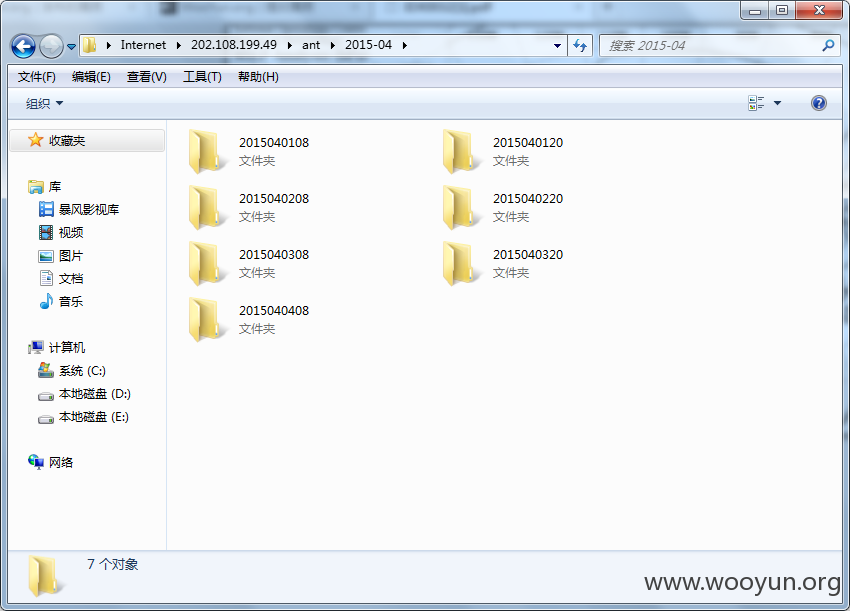 Internet 202.108.199.49 ant 2015-04
搜索 2015-04
文件(F) 编辑(E) 查看(V) 工具(T) 帮助(H)
组织
收藏夹
库
暴风影视库
视频
图片
文档
音乐
计算机
系统 (C:)
本地磁盘 (D:)
本地磁盘 (E:)
网络
2015040108
文件夹
2015040120
文件夹
2015040208
文件夹
2015040220
文件夹
2015040308
文件夹
2015040320
文件夹
2015040408
文件夹
7 个对象
www.wooyun.org